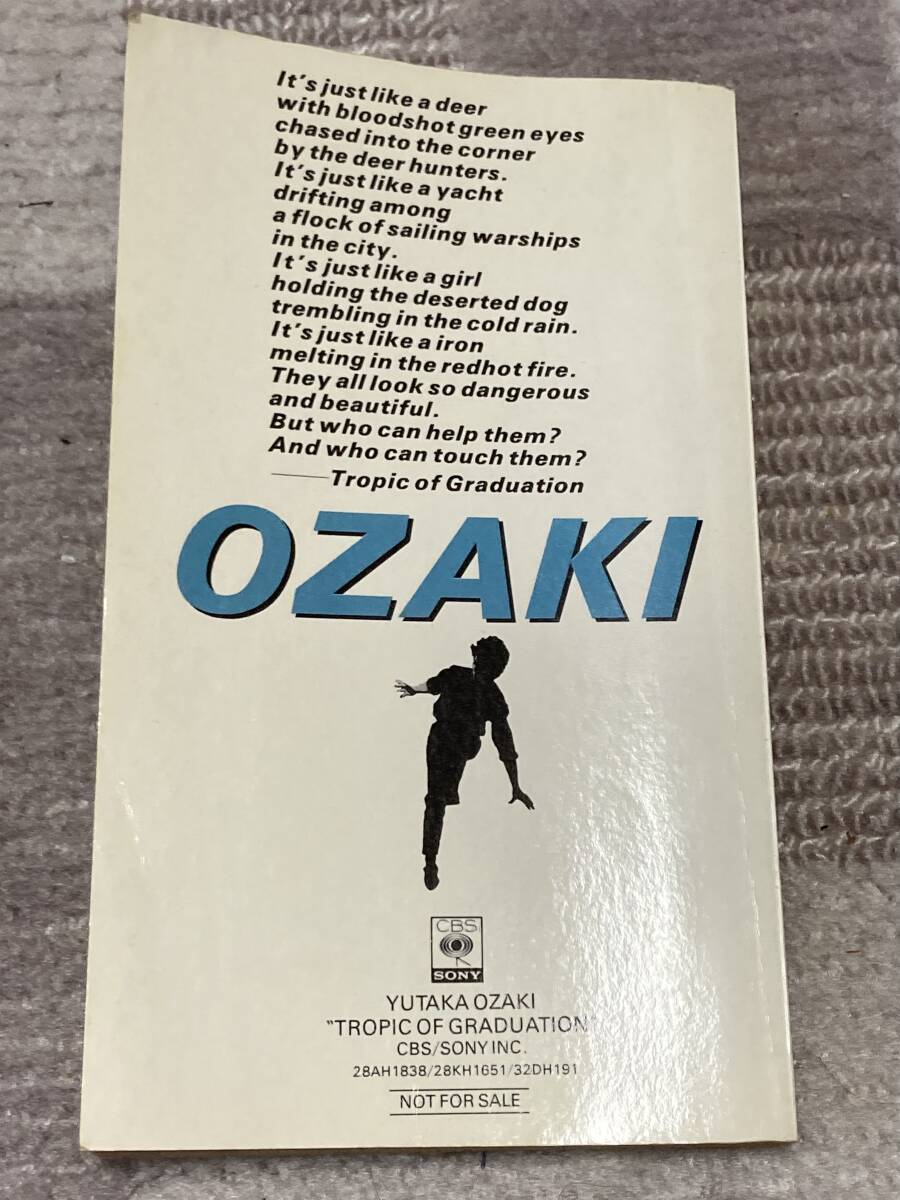 It's just like a deer
with bloodshot green eyes
chased into the corner
by the deer hunters.
It's just like a yacht
drifting among
a flock of sailing warships
in the city.
It's just like a girl
holding the deserted dog
trembling in the cold rain.
It's just like a iron
melting in the redhot fire.
They all look so dangerous
and beautiful.
But who can help them?
And who can touch them?
——Tropic of Graduation
OZAKI
CBS
SONY
YUTAKA OZAKI
"TROPIC OF GRADUATION"
CBS/SONY INC.
28AH1838/28KH1651/32DH191
NOT FOR SALE